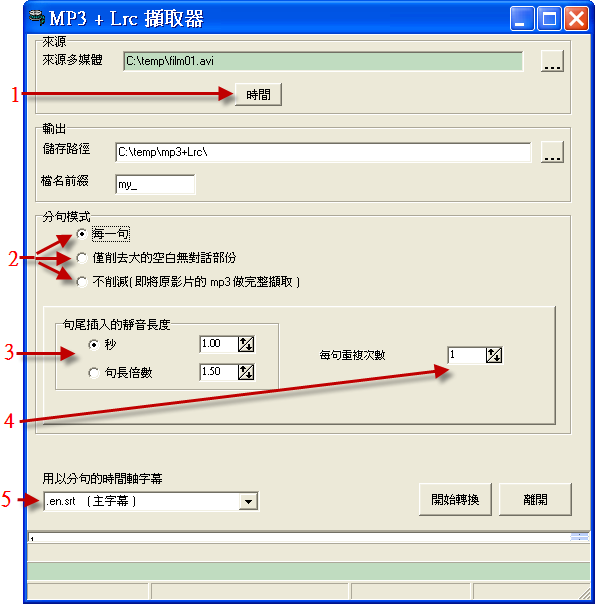 MP3 + Lrc 擷取器
來源
來源多媒體 C:\temp\film01.avi ...
1 時間
輸出
儲存路徑 C:\temp\mp3+Lrc\ ...
檔名前綴 my_
分句模式
每一句
2 僅削去大的空白無對話部份
不削減(即將原影片的 mp3 做完整擷取)
句尾插入的靜音長度
3 秒 1.00
每句重複次數 1
句長倍數 1.50
4
用以分句的時間軸字幕
5 .en.srt (主字幕)
開始轉換 離開
1